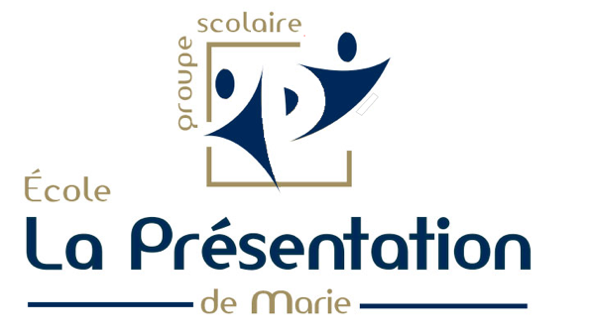 groupe scolaire
École
La Présentation
de Marie